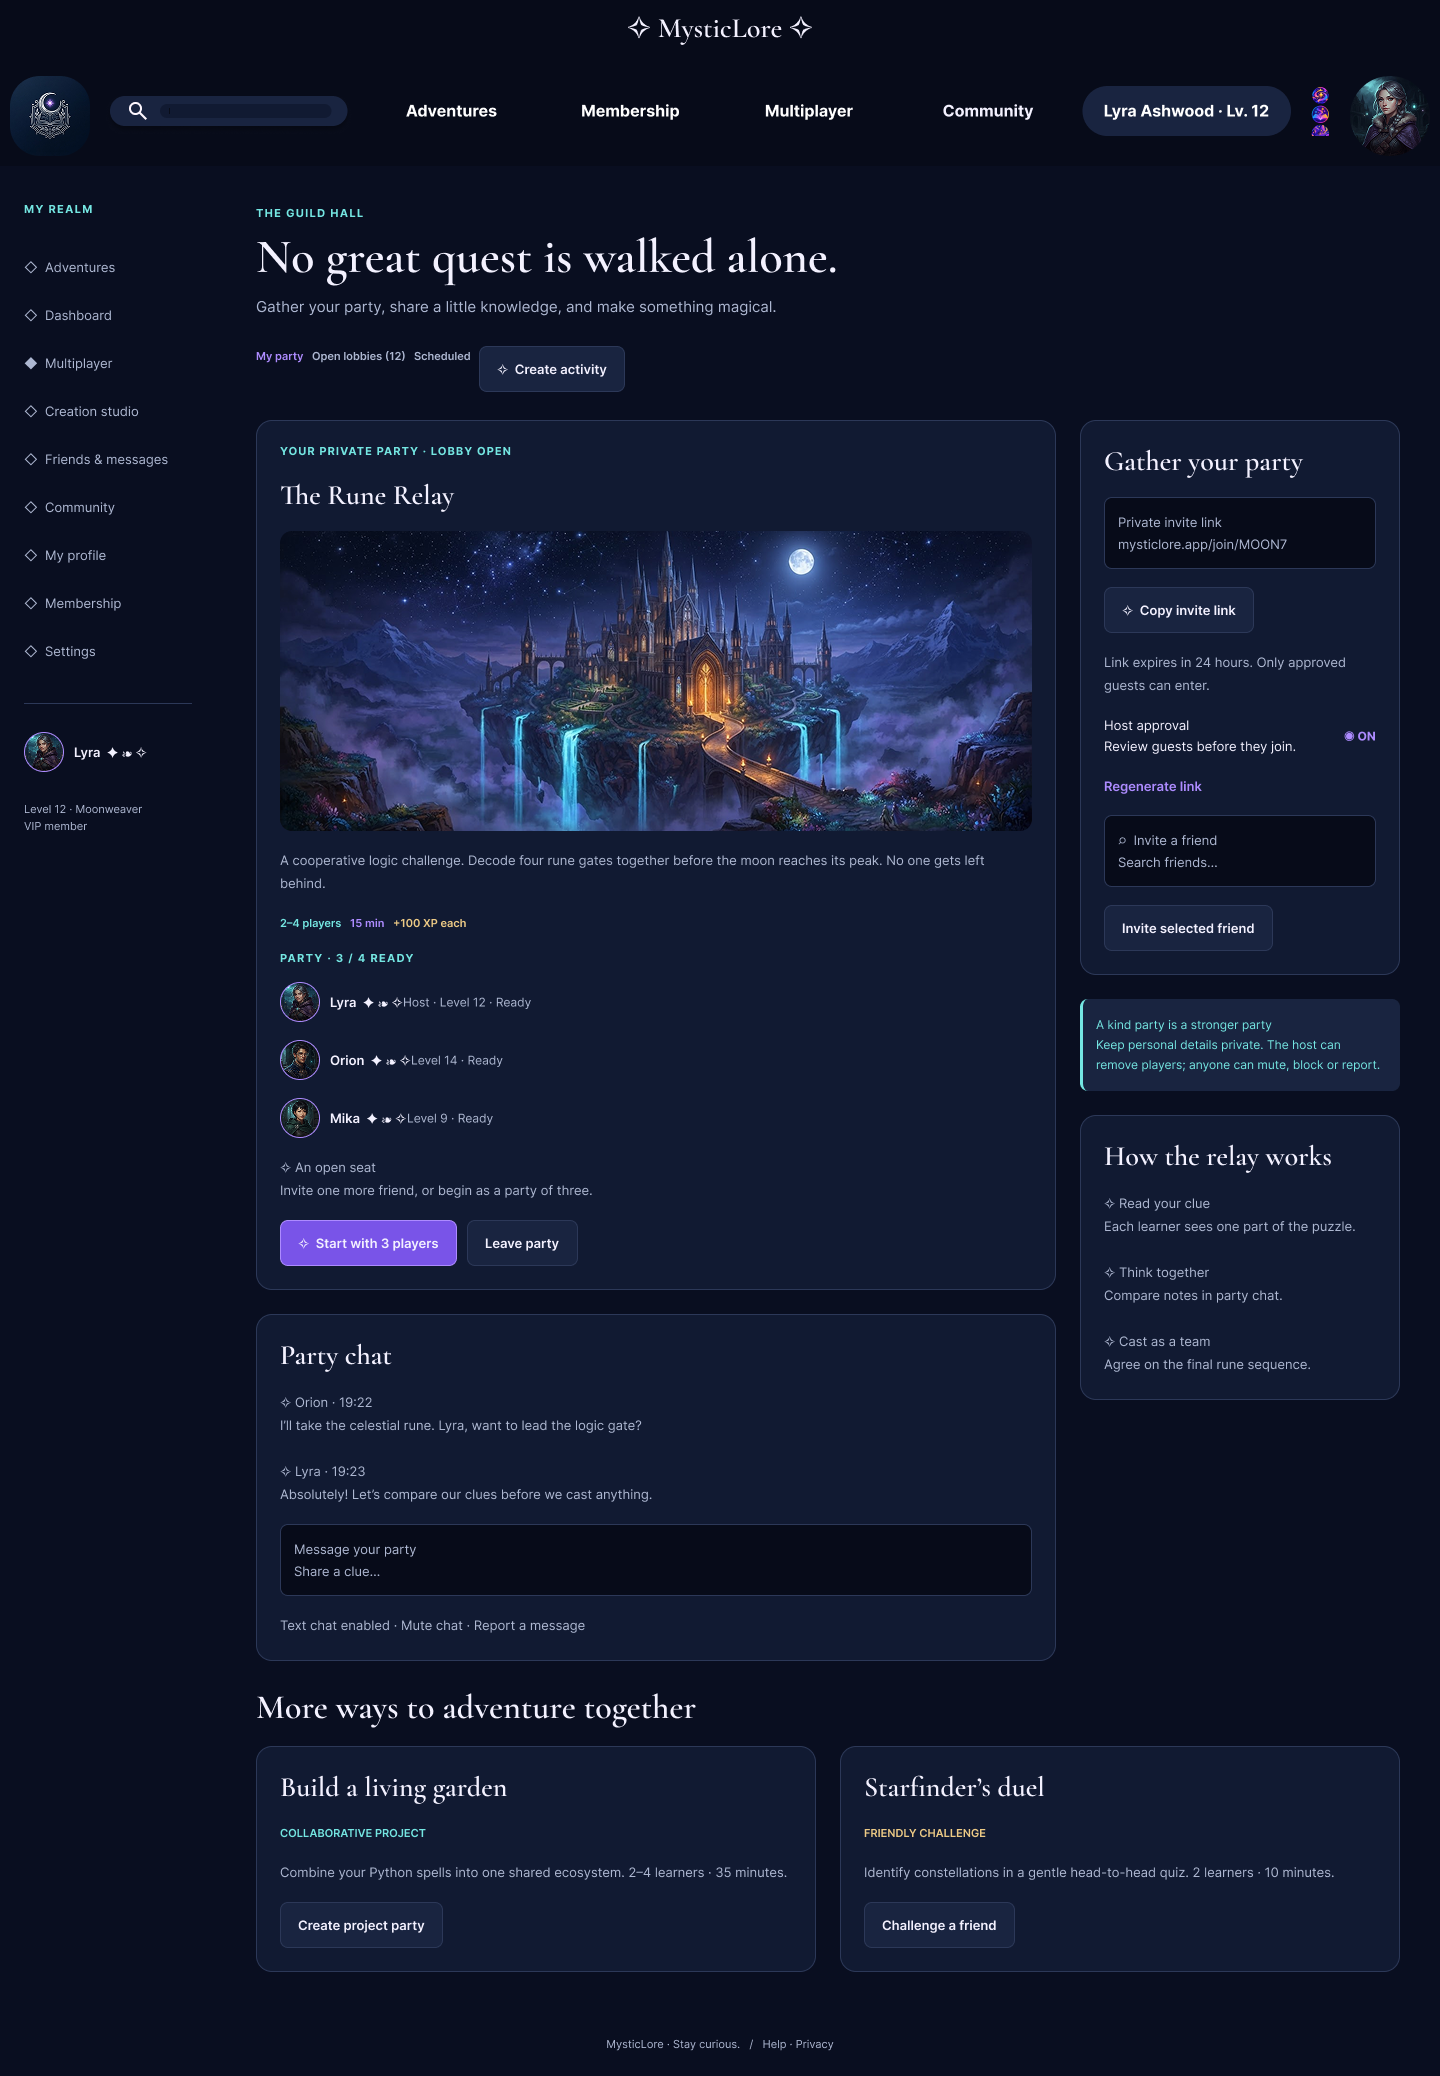 ✧ MysticLore ✧
Adventures
Membership
Multiplayer
Community
Lyra Ashwood · Lv. 12
MY REALM
◇ Adventures
◇ Dashboard
◆ Multiplayer
◇ Creation studio
◇ Friends & messages
◇ Community
◇ My profile
◇ Membership
◇ Settings
Lyra ✦ ❧ ✧
Level 12 · Moonweaver
VIP member
THE GUILD HALL
No great quest is walked alone.
Gather your party, share a little knowledge, and make something magical.
My party Open lobbies (12) Scheduled
✧ Create activity
YOUR PRIVATE PARTY · LOBBY OPEN
The Rune Relay
A cooperative logic challenge. Decode four rune gates together before the moon reaches its peak. No one gets left
behind.
2–4 players 15 min +100 XP each
PARTY · 3 / 4 READY
Lyra ✦ ❧ ✧Host · Level 12 · Ready
Orion ✦ ❧ ✧Level 14 · Ready
Mika ✦ ❧ ✧Level 9 · Ready
✧ An open seat
Invite one more friend, or begin as a party of three.
✧ Start with 3 players
Leave party
Gather your party
Private invite link
mysticlore.app/join/MOON7
✧ Copy invite link
Link expires in 24 hours. Only approved
guests can enter.
Host approval
Review guests before they join.
◉ ON
Regenerate link
⌕ Invite a friend
Search friends…
Invite selected friend
A kind party is a stronger party
Keep personal details private. The host can
remove players; anyone can mute, block or report.
How the relay works
✧ Read your clue
Each learner sees one part of the puzzle.
✧ Think together
Compare notes in party chat.
✧ Cast as a team
Agree on the final rune sequence.
Party chat
✧ Orion · 19:22
I’ll take the celestial rune. Lyra, want to lead the logic gate?
✧ Lyra · 19:23
Absolutely! Let’s compare our clues before we cast anything.
Message your party
Share a clue…
Text chat enabled · Mute chat · Report a message
More ways to adventure together
Build a living garden
COLLABORATIVE PROJECT
Combine your Python spells into one shared ecosystem. 2–4 learners · 35 minutes.
Create project party
Starfinder’s duel
FRIENDLY CHALLENGE
Identify constellations in a gentle head-to-head quiz. 2 learners · 10 minutes.
Challenge a friend
MysticLore · Stay curious. / Help · Privacy